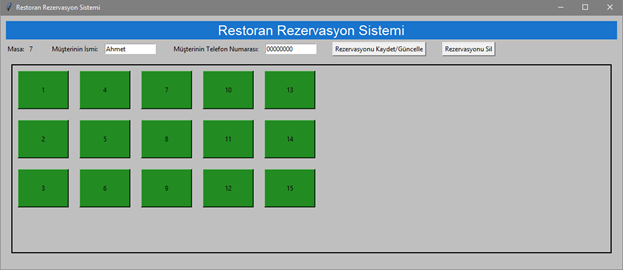 Restoran Rezervasyon Sistemi
Restoran Rezervasyon Sistemi
Masa: 7 Müşterinin İsmi: Ahmet Müşterinin Telefon Numarası: 00000000 Rezervasyonu Kaydet/Güncelle Rezervasyonu Sil
1 4 7 10 13
2 5 8 11 14
3 6 9 12 15